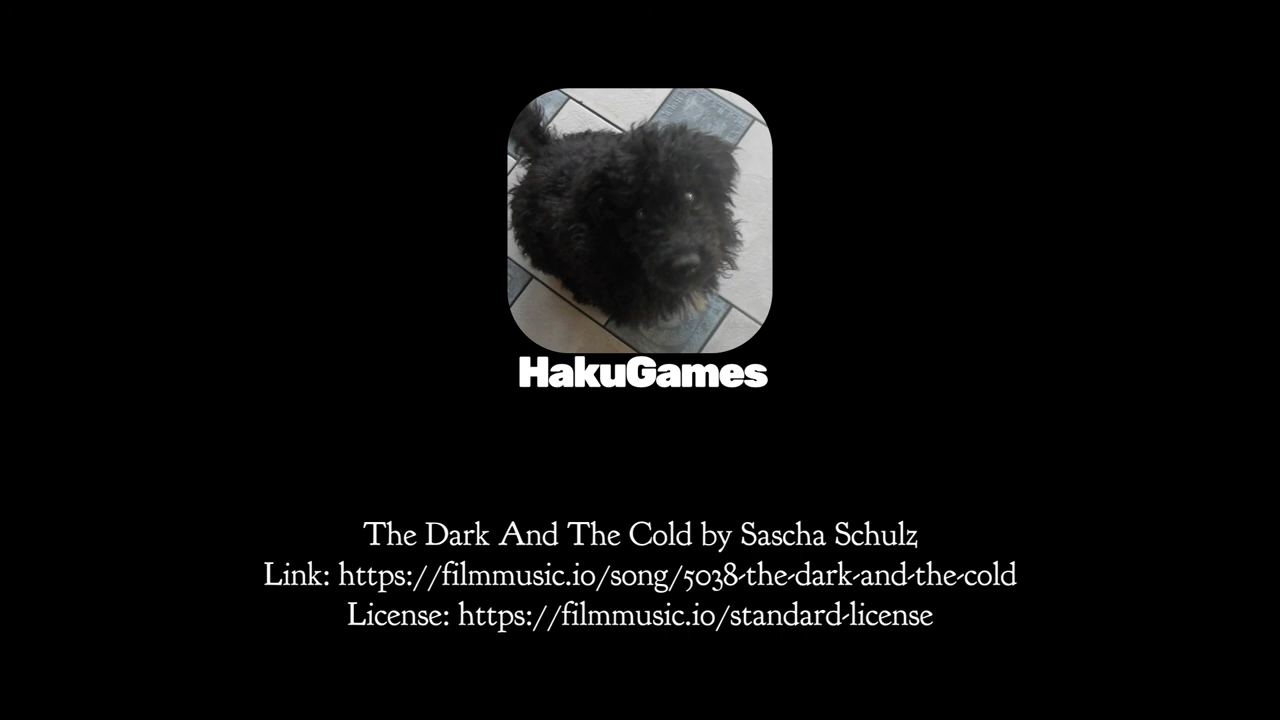 HakuGames
The Dark And The Cold by Sascha Schulz
Link: https://filmmusic.io/song/5038-the-dark-and-the-cold
License: https://filmmusic.io/standard-license